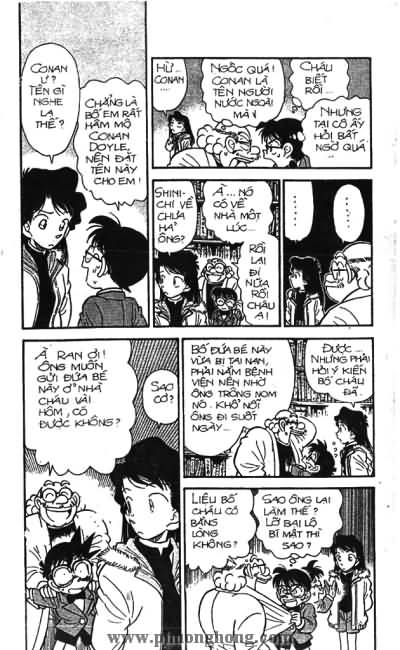 CONAN
Ư?
TÊN GÌ
NGHE
LẠ
THẾ?
CHẲNG LÀ
BỐ EM RẤT
HÂM MỘ
CONAN
DOYLE,
NÊN ĐẶT
TÊN NÀY
CHO EM!
HỪ...
CONAN
....
NGỐC QUÁ!
CONAN LÀ
TÊN NGƯỜI
NƯỚC NGOÀI
MÀ!
CHÁU
BIẾT
RỒI...
NHƯNG
TẠI CÔ ẤY
HỎI BẤT
NGỜ QUÁ
SHINI-
CHI VỀ
CHƯA
HẢ
ÔNG?
À... NÓ
CÓ VỀ
NHÀ MỘT
LÚC...
RỒI
LẠI
ĐI
NỮA
RỒI
CHÁU
Ạ!
......
......
À RAN ƠI!
ÔNG MUỐN
GỬI ĐỨA BÉ
NÀY Ở NHÀ
CHÁU VÀI
HÔM, CÓ
ĐƯỢC KHÔNG?
SAO
CƠ?
BỐ ĐỨA BÉ NÀY
VỪA BỊ TAI NẠN,
PHẢI NẰM BỆNH
VIỆN NÊN NHỜ
ÔNG TRÔNG NOM
NÓ. KHỔ NỖI
ÔNG ĐI SUỐT
NGÀY...
ĐƯỢC...
NHƯNG PHẢI
HỎI Ý KIẾN
BỐ CHÁU
ĐÃ.
LIỆU BỐ
CHÁU CÓ
BẰNG
LÒNG
KHÔNG?
SAO ÔNG LẠI
LÀM THẾ?
LỠ BẠI LỘ
BÍ MẬT THÌ
SAO?
www.phnonghong.com